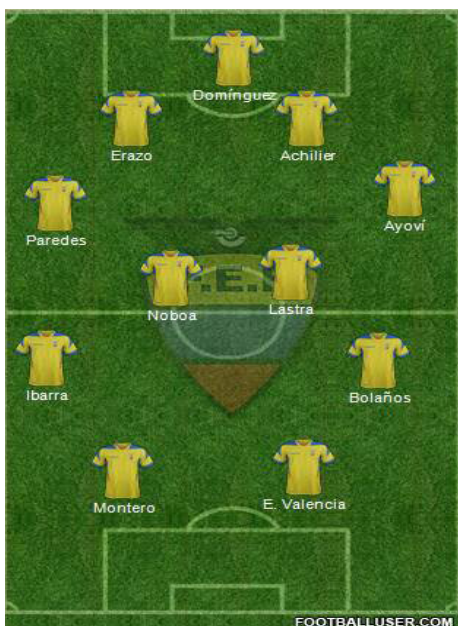 Domínguez
Erazo
Achilier
Paredes
Ayoví
F.E.F
Noboa
Lastra
Ibarra
Bolaños
Montero
E. Valencia
FOOTBALLUSER.COM